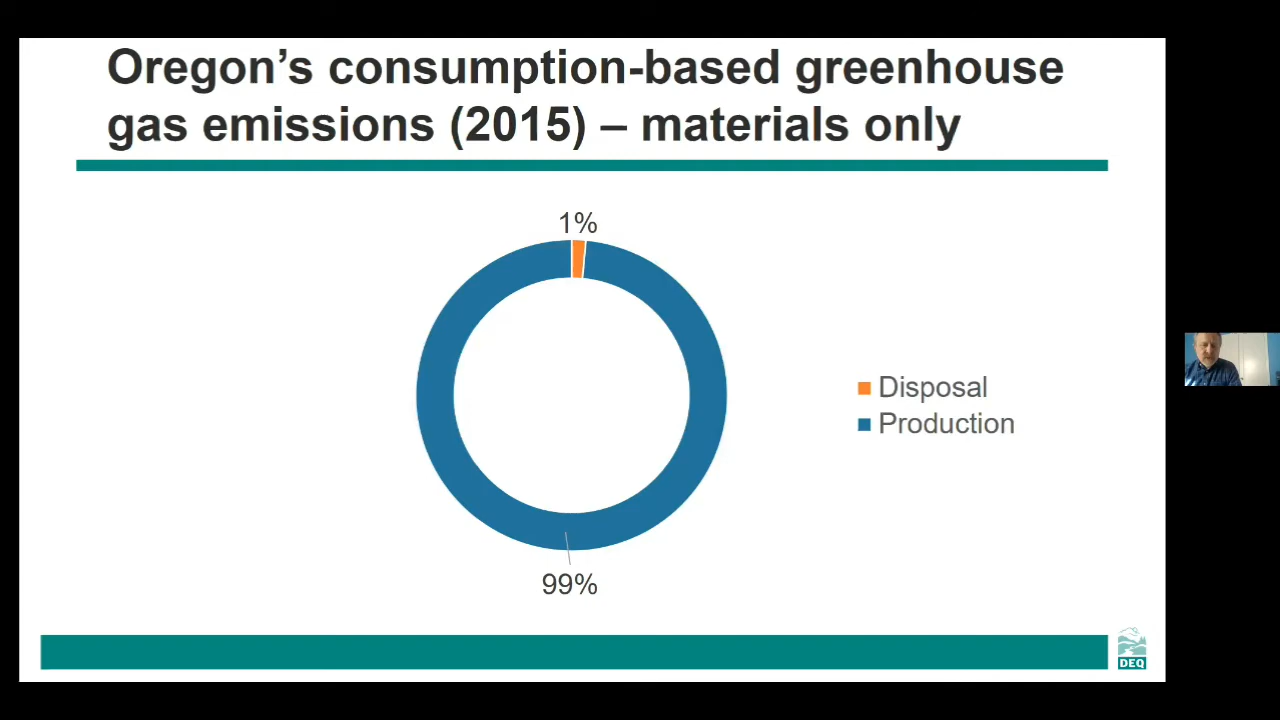 Oregon’s consumption-based greenhouse
gas emissions (2015) – materials only
1%
Disposal
Production
99%
DEQ